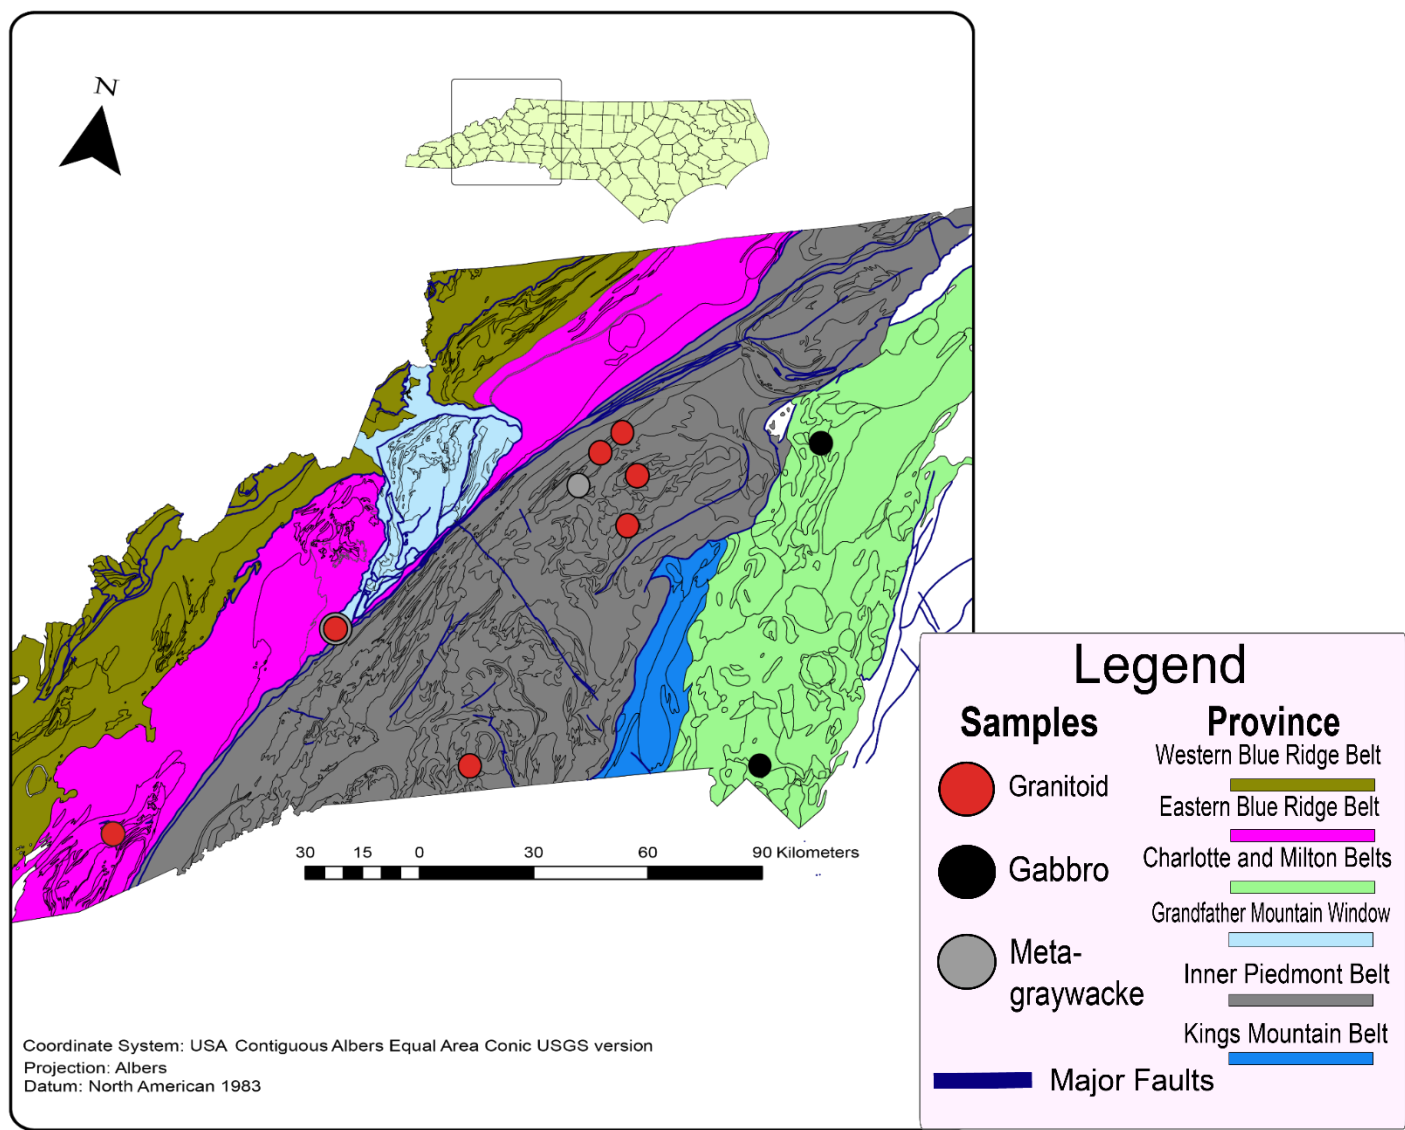 N
30 15 0 30 60 90 Kilometers
Coordinate System: USA Contiguous Albers Equal Area Conic USGS version
Projection: Albers
Datum: North American 1983
Legend
Samples
Granitoid
Gabbro
Meta-
graywacke
Province
Western Blue Ridge Belt
Eastern Blue Ridge Belt
Charlotte and Milton Belts
Grandfather Mountain Window
Inner Piedmont Belt
Kings Mountain Belt
Major Faults